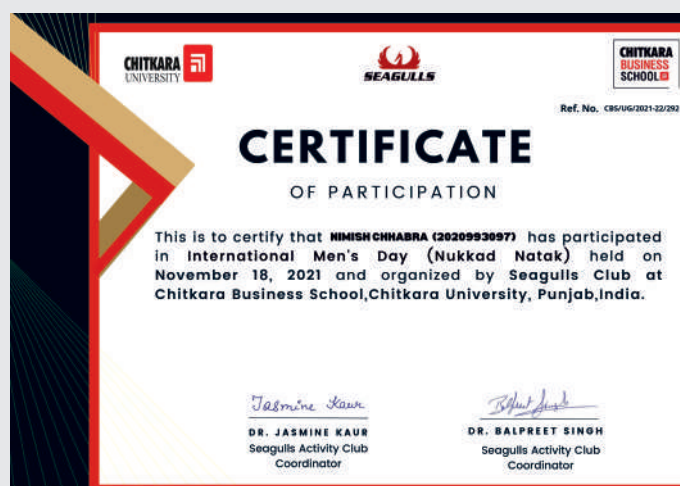 CHITKARA
UNIVERSITY
SEAGULLS
CHITKARA
BUSINESS
SCHOOL
Ref. No. CBS/UG/2021-22/292
CERTIFICATE
OF PARTICIPATION
This is to certify that NIMISH CHHABRA (2020993097) has participated
in International Men's Day (Nukkad Natak) held on
November 18, 2021 and organized by Seagulls Club at
Chitkara Business School,Chitkara University, Punjab,India.
Jasmine Kaur
DR. JASMINE KAUR
Seagulls Activity Club
Coordinator
Balpreet Singh
DR. BALPREET SINGH
Seagulls Activity Club
Coordinator